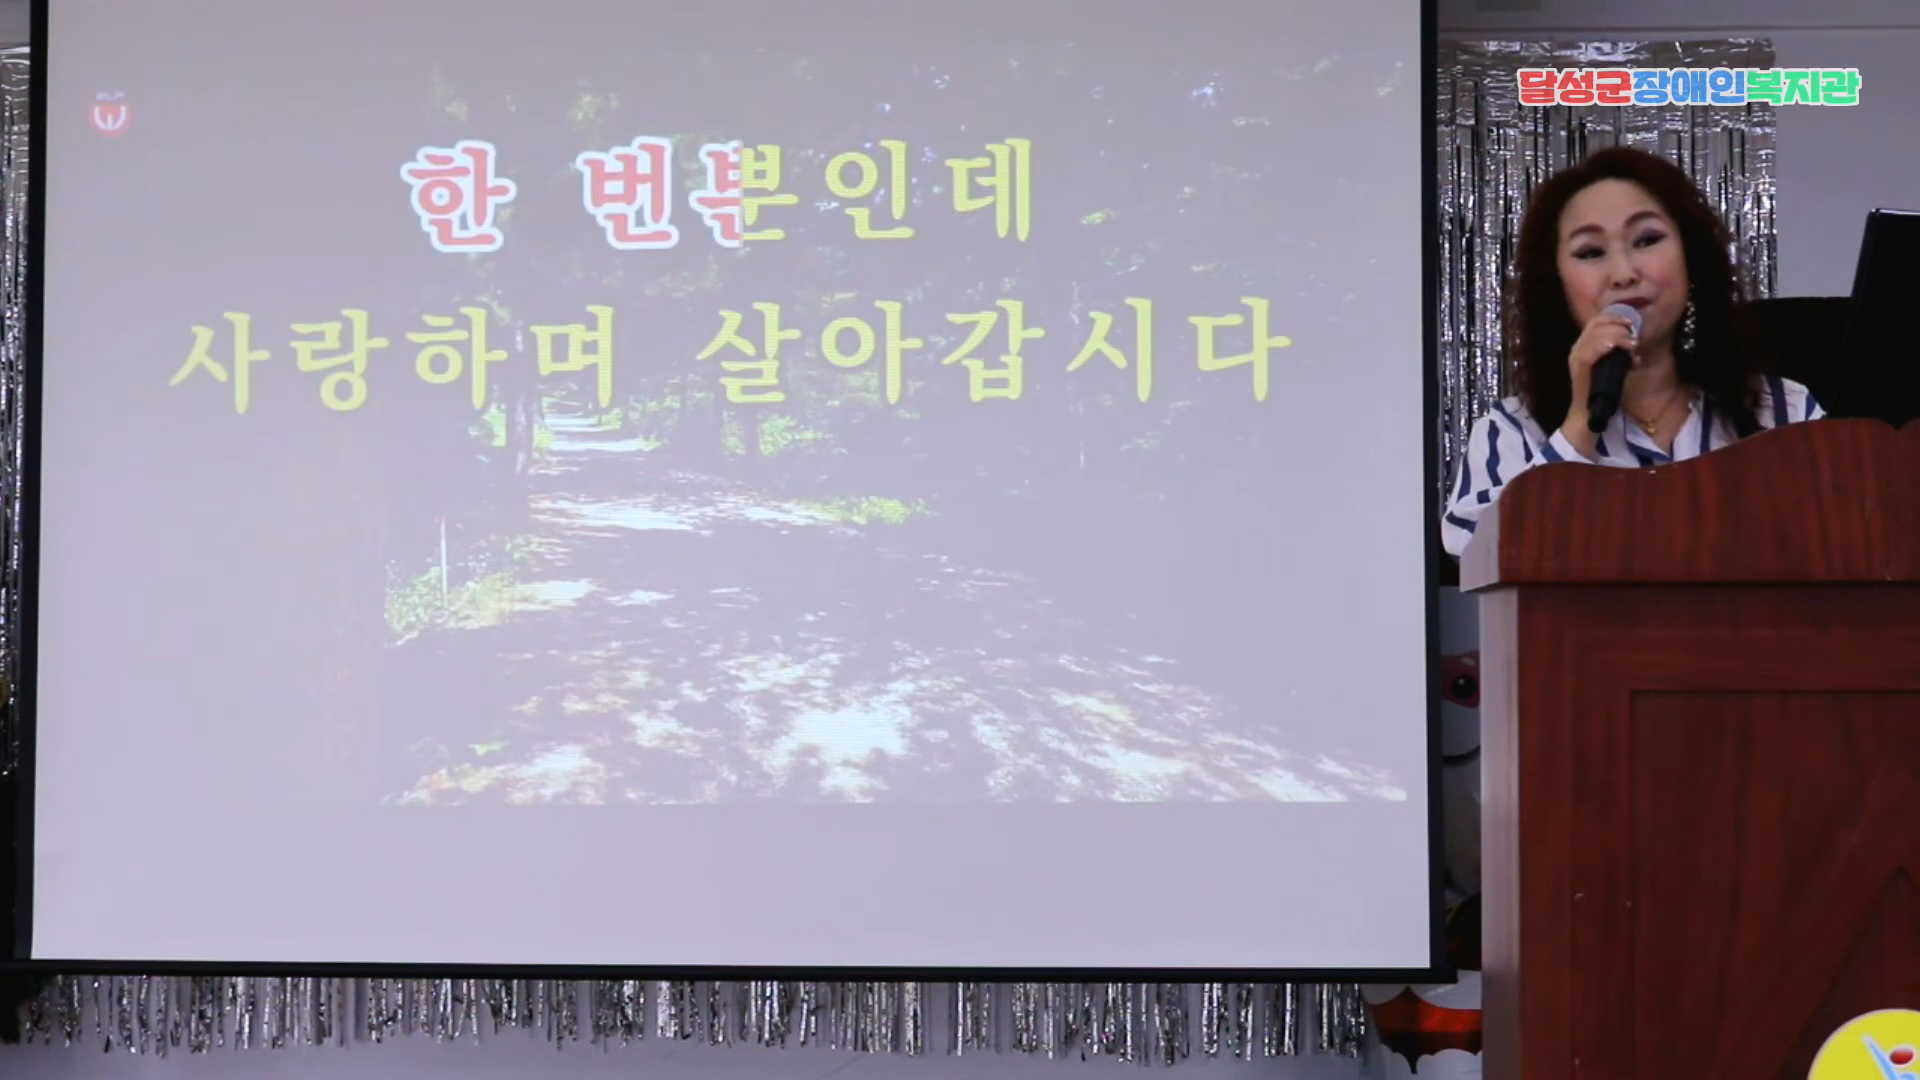 달성군장애인복지관
한 번뿐인데
사랑하며 살아갑시다